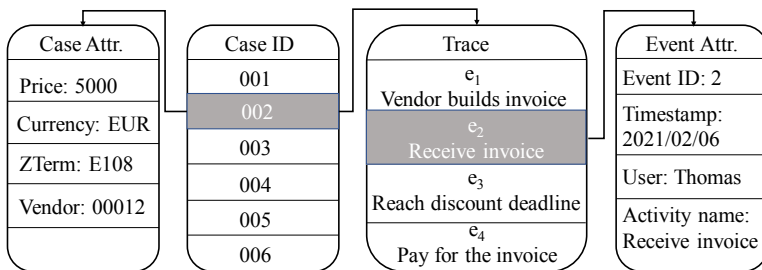 Case Attr.
Price: 5000
Currency: EUR
ZTerm: E108
Vendor: 00012
Case ID
001
002
003
004
005
006
Trace
e₁
Vendor builds invoice
e₂
Receive invoice
e₃
Reach discount deadline
e₄
Pay for the invoice
Event Attr.
Event ID: 2
Timestamp:
2021/02/06
User: Thomas
Activity name:
Receive invoice